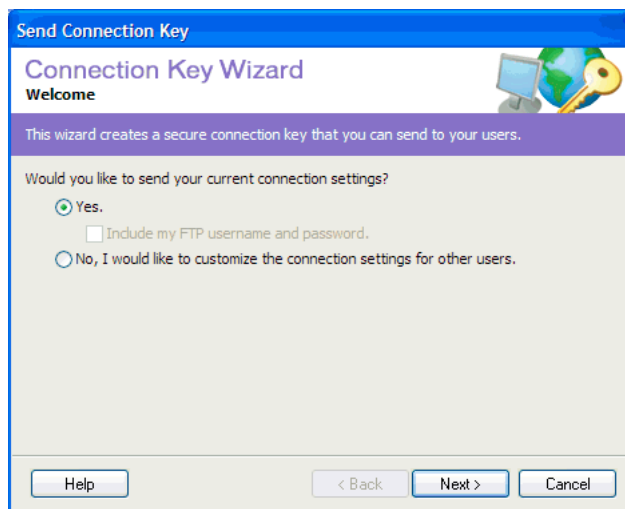 Send Connection Key
Connection Key Wizard
Welcome
This wizard creates a secure connection key that you can send to your users.
Would you like to send your current connection settings?
Yes.
Include my FTP username and password.
No, I would like to customize the connection settings for other users.
Help
< Back
Next >
Cancel